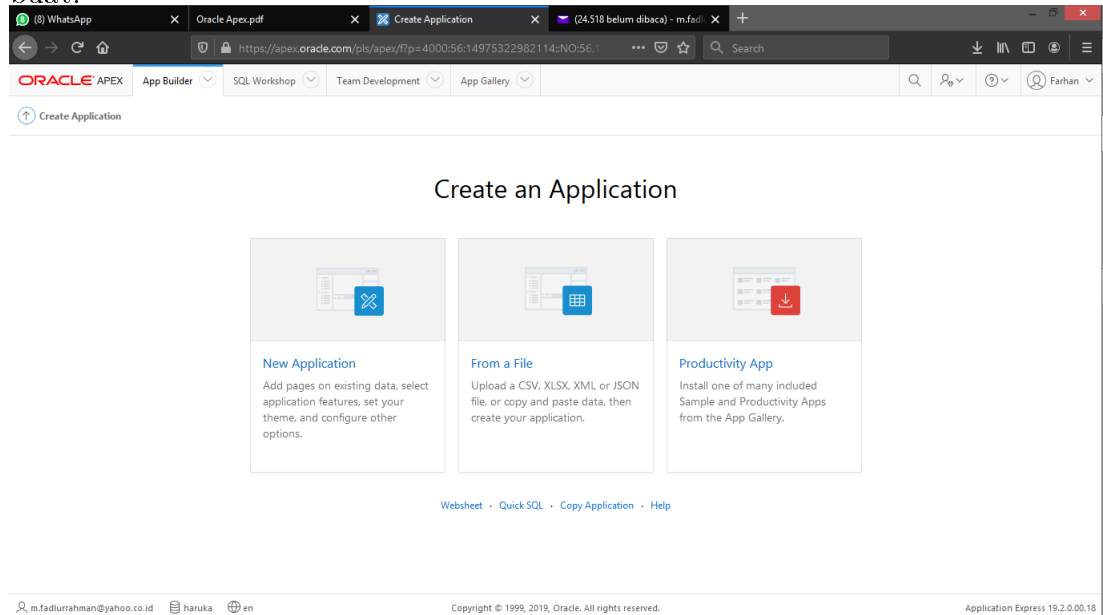 (8) WhatsApp
Oracle Apex.pdf
Create Application
(24.518 belum dibaca) - m.fadl
https://apex.oracle.com/pls/apex/f?p=4000:56:14975322982114::NO:56,1
Search
ORACLE APEX
App Builder
SQL Workshop
Team Development
App Gallery
Farhan
Create Application
Create an Application
New Application
Add pages on existing data, select
application features, set your
theme, and configure other
options.
From a File
Upload a CSV, XLSX, XML or JSON
file, or copy and paste data, then
create your application.
Productivity App
Install one of many included
Sample and Productivity Apps
from the App Gallery.
Websheet · Quick SQL · Copy Application · Help
m.fadlurrahman@yahoo.co.id haruka en
Copyright © 1999, 2019, Oracle. All rights reserved.
Application Express 19.2.0.00.18